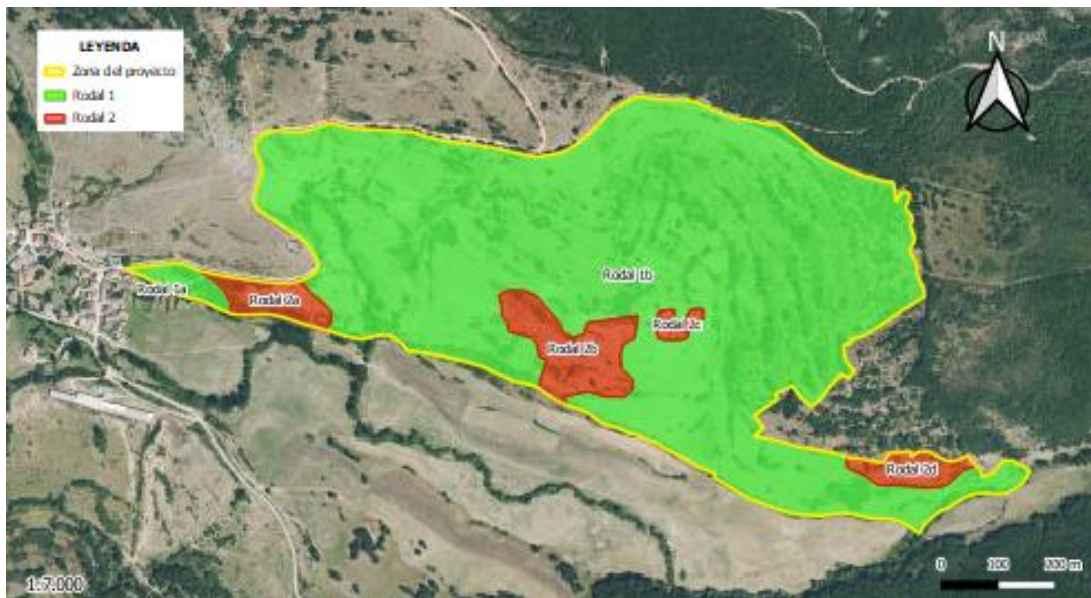 LEYENDA
Zona del proyecto
Rodal 1
Rodal 2
N
Rodal 1a
Rodal 2a
Rodal 1b
Rodal 2c
Rodal 2b
Rodal 2d
1:7.000
0 100 200 m